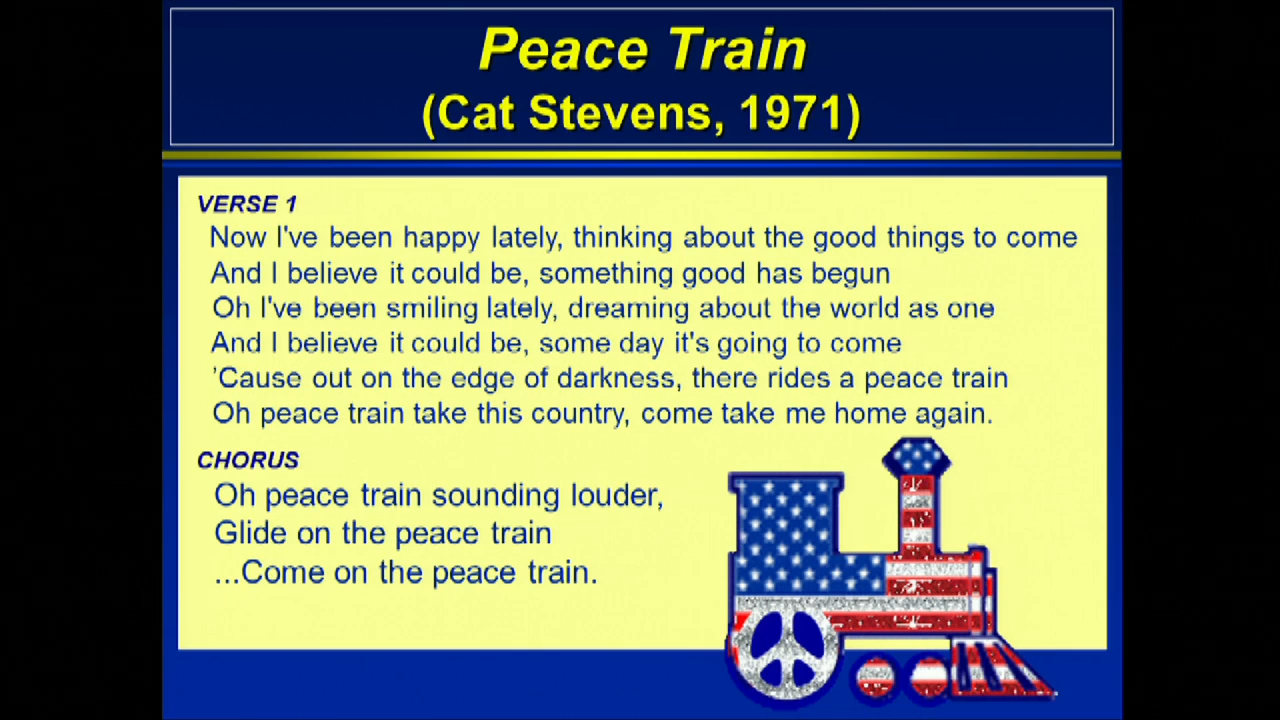 Peace Train
(Cat Stevens, 1971)
VERSE 1
Now I've been happy lately, thinking about the good things to come
And I believe it could be, something good has begun
Oh I've been smiling lately, dreaming about the world as one
And I believe it could be, some day it's going to come
’Cause out on the edge of darkness, there rides a peace train
Oh peace train take this country, come take me home again.
CHORUS
Oh peace train sounding louder,
Glide on the peace train
...Come on the peace train.